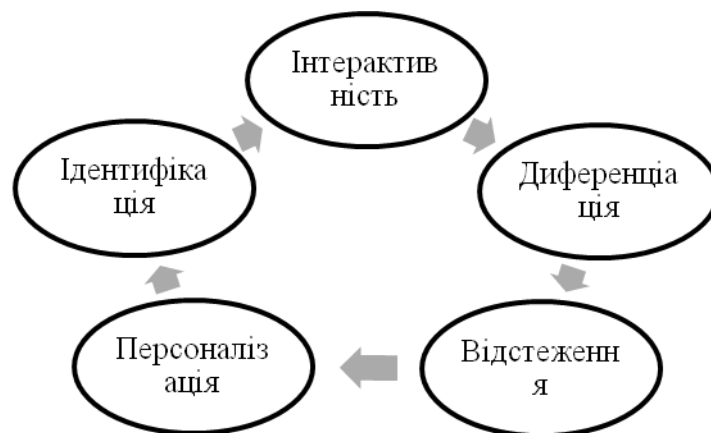 Інтерактив
ність
Ідентифіка
ція
Диференціа
ція
Персоналіз
ація
Відстеженн
я